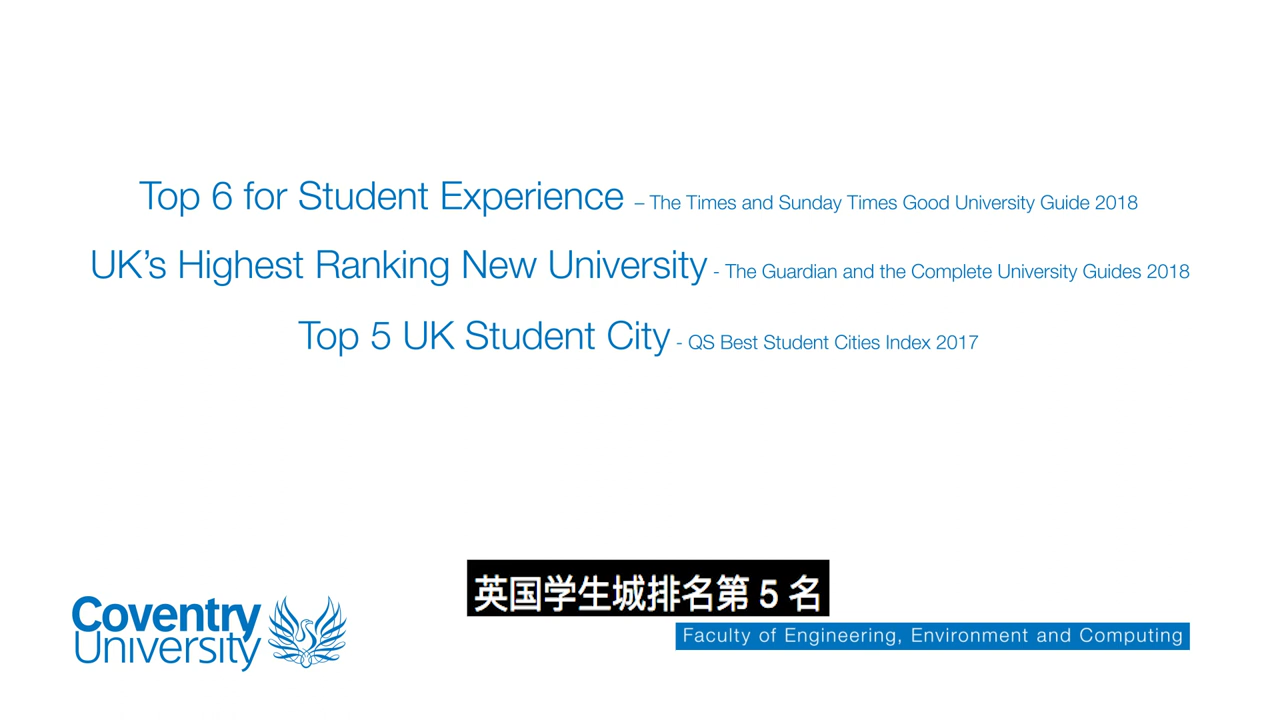 Top 6 for Student Experience – The Times and Sunday Times Good University Guide 2018
UK’s Highest Ranking New University - The Guardian and the Complete University Guides 2018
Top 5 UK Student City - QS Best Student Cities Index 2017
英国学生城排名第 5 名
Coventry
University
Faculty of Engineering, Environment and Computing